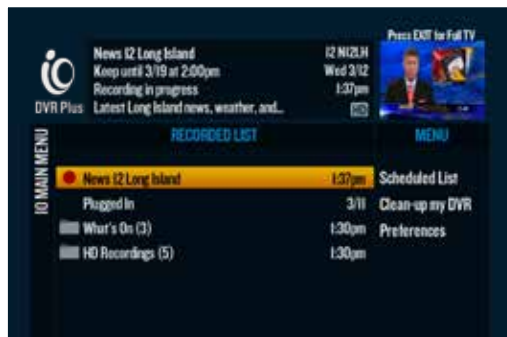 Press EXIT for Full TV
iO
DVR Plus
News 12 Long Island 12 N12LH
Keep until 3/19 at 2:00pm Wed 3/12
Recording in progress 1:37pm
Latest Long Island news, weather, and... HD
IO MAIN MENU
RECORDED LIST
MENU
News 12 Long Island 1:37pm
Plugged In 3/11
What's On (3) 1:30pm
HD Recordings (5) 1:30pm
Scheduled List
Clean-up my DVR
Preferences